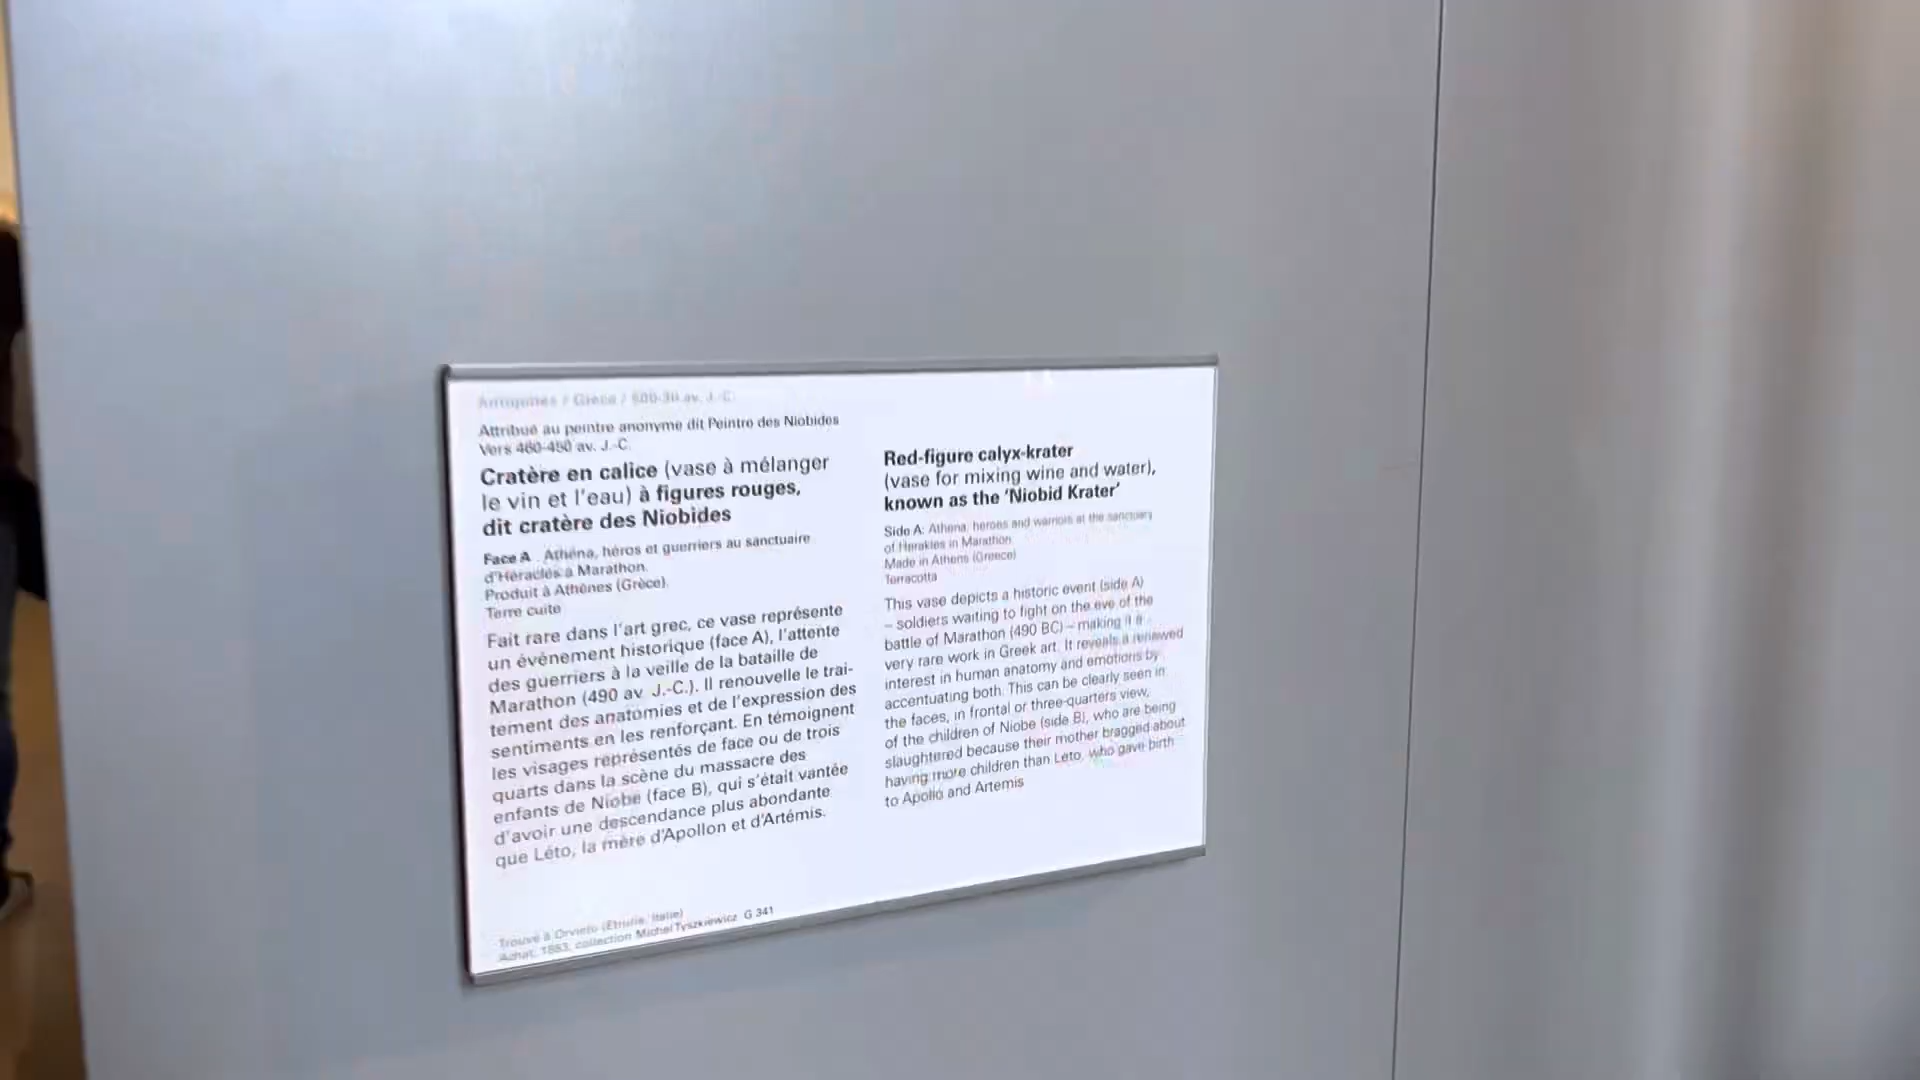 Antiquités / Grèce / 500-30 av. J.-C.
Attribué au peintre anonyme dit Peintre des Niobides
Vers 460-450 av. J.-C.
Cratère en calice (vase à mélanger
le vin et l'eau) à figures rouges,
dit cratère des Niobides
Face A : Athéna, héros et guerriers au sanctuaire
d'Héraclès à Marathon.
Produit à Athènes (Grèce).
Terre cuite
Fait rare dans l'art grec, ce vase représente
un événement historique (face A), l'attente
des guerriers à la veille de la bataille de
Marathon (490 av. J.-C.). Il renouvelle le trai-
tement des anatomies et de l'expression des
sentiments en les renforçant. En témoignent
les visages représentés de face ou de trois
quarts dans la scène du massacre des
enfants de Niobé (face B), qui s'était vantée
d'avoir une descendance plus abondante
que Léto, la mère d'Apollon et d'Artémis.
Trouvé à Orvieto (Étrurie, Italie)
Achat, 1883, collection Michel Tyszkiewicz G 341
Red-figure calyx-krater
(vase for mixing wine and water),
known as the 'Niobid Krater'
Side A: Athena, heroes and warriors at the sanctuary
of Herakles in Marathon
Made in Athens (Greece)
Terracotta
This vase depicts a historic event (side A)
– soldiers waiting to fight on the eve of the
battle of Marathon (490 BC) – making it a
very rare work in Greek art. It reveals a renewed
interest in human anatomy and emotions by
accentuating both. This can be clearly seen in
the faces, in frontal or three-quarters view,
of the children of Niobe (side B), who are being
slaughtered because their mother bragged about
having more children than Leto, who gave birth
to Apollo and Artemis